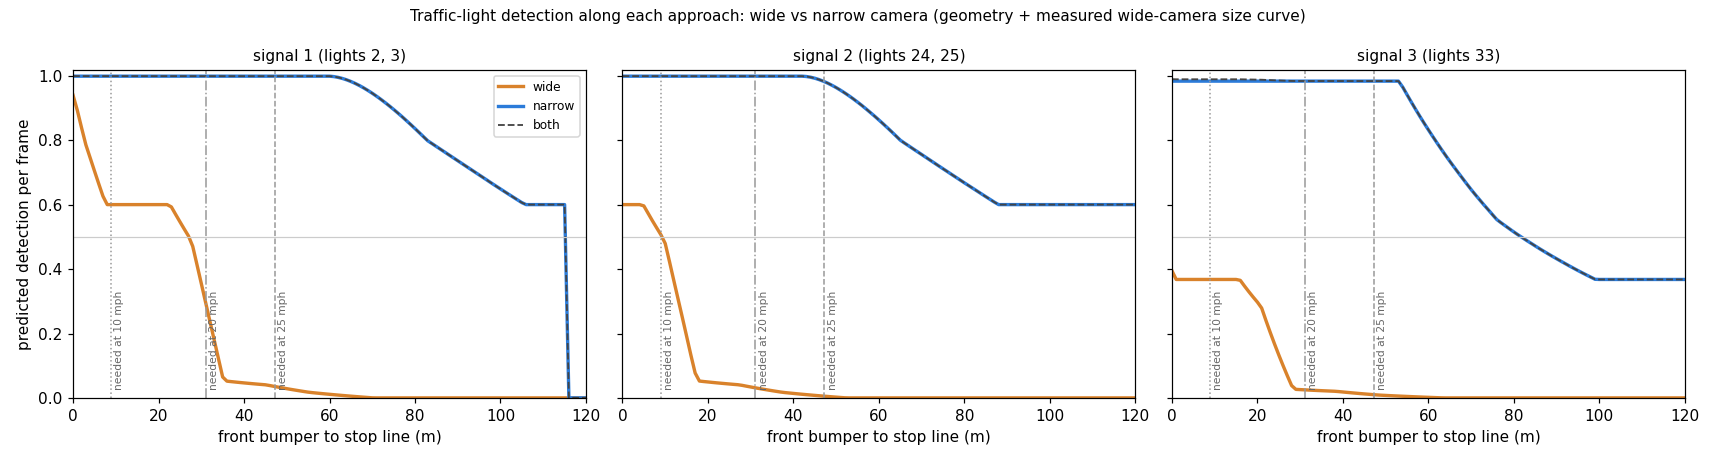 Traffic-light detection along each approach: wide vs narrow camera (geometry + measured wide-camera size curve)
signal 1 (lights 2, 3)
signal 2 (lights 24, 25)
signal 3 (lights 33)
predicted detection per frame
1.0
0.8
0.6
0.4
0.2
0.0
wide
narrow
both
needed at 10 mph
needed at 20 mph
needed at 25 mph
needed at 10 mph
needed at 20 mph
needed at 25 mph
needed at 10 mph
needed at 20 mph
needed at 25 mph
0 20 40 60 80 100 120
0 20 40 60 80 100 120
0 20 40 60 80 100 120
front bumper to stop line (m)
front bumper to stop line (m)
front bumper to stop line (m)